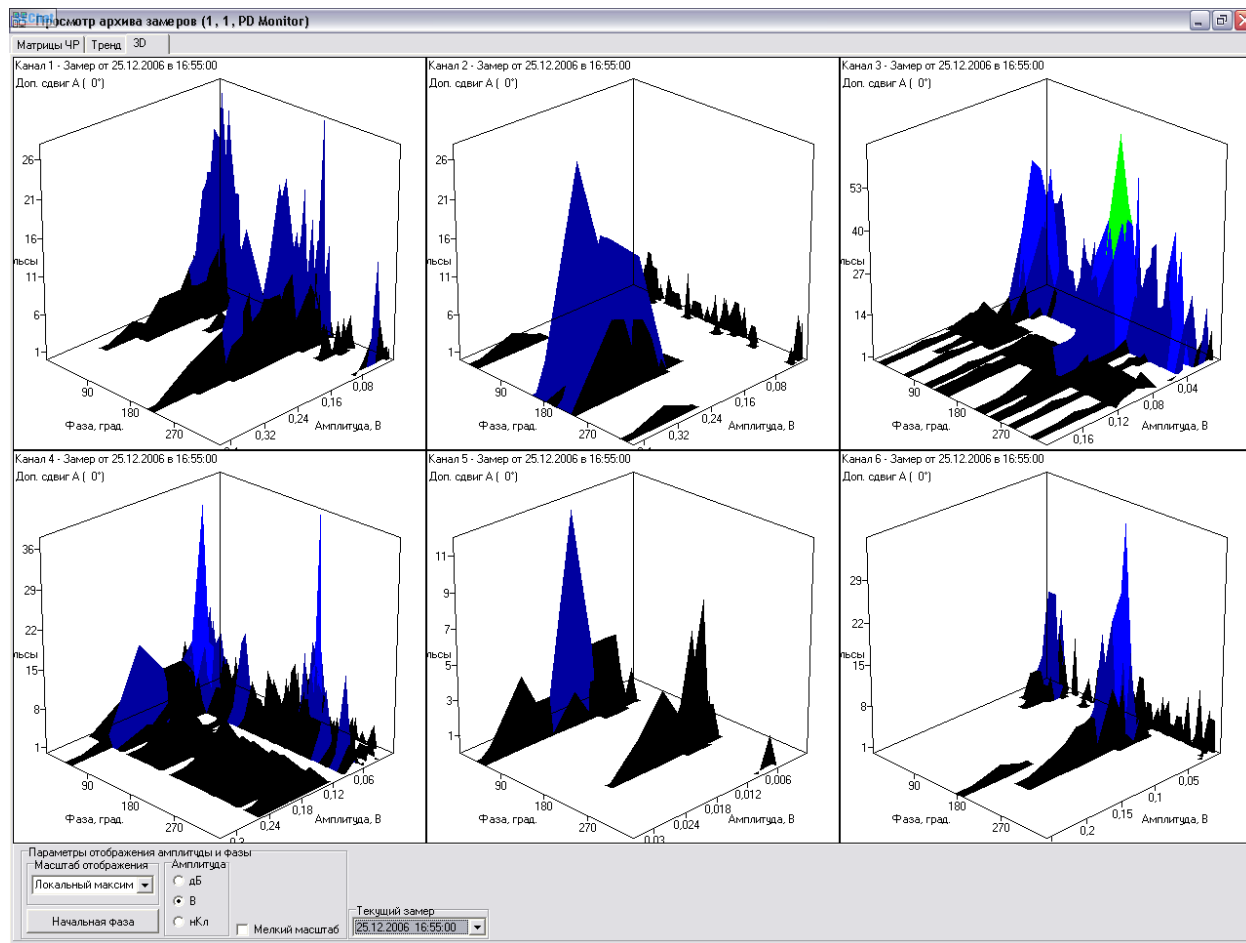 Просмотр архива замеров (1, 1, PD Monitor)
Матрицы ЧР Тренд 3D
Канал 1 - Замер от 25.12.2006 в 16:55:00
Доп. сдвиг A ( 0°)
26
21
16
льсы
11
6
1
90
180
270
Фаза, град.
0,32
0,24
0,16
0,08
Амплитуда, В
Канал 2 - Замер от 25.12.2006 в 16:55:00
Доп. сдвиг A ( 0°)
26
21
16
льсы
11
6
1
90
180
270
Фаза, град.
0,32
0,24
0,16
0,08
Амплитуда, В
Канал 3 - Замер от 25.12.2006 в 16:55:00
Доп. сдвиг A ( 0°)
53
40
льсы
27
14
1
90
180
270
Фаза, град.
0,16
0,12
0,08
0,04
Амплитуда, В
Канал 4 - Замер от 25.12.2006 в 16:55:00
Доп. сдвиг A ( 0°)
36
29
22
льсы
15
8
1
90
180
270
Фаза, град.
0,24
0,18
0,12
0,06
Амплитуда, В
Канал 5 - Замер от 25.12.2006 в 16:55:00
Доп. сдвиг A ( 0°)
11
9
7
льсы
5
3
1
90
180
270
Фаза, град.
0,03
0,024
0,018
0,012
0,006
Амплитуда, В
Канал 6 - Замер от 25.12.2006 в 16:55:00
Доп. сдвиг A ( 0°)
29
22
льсы
15
8
1
90
180
270
Фаза, град.
0,2
0,15
0,1
0,05
Амплитуда, В
Параметры отображения амплитуды и фазы
Масштаб отображения
Локальный максим
Начальная фаза
Амплитуда
дБ
В
нКл
Мелкий масштаб
Текущий замер
25.12.2006 16:55:00